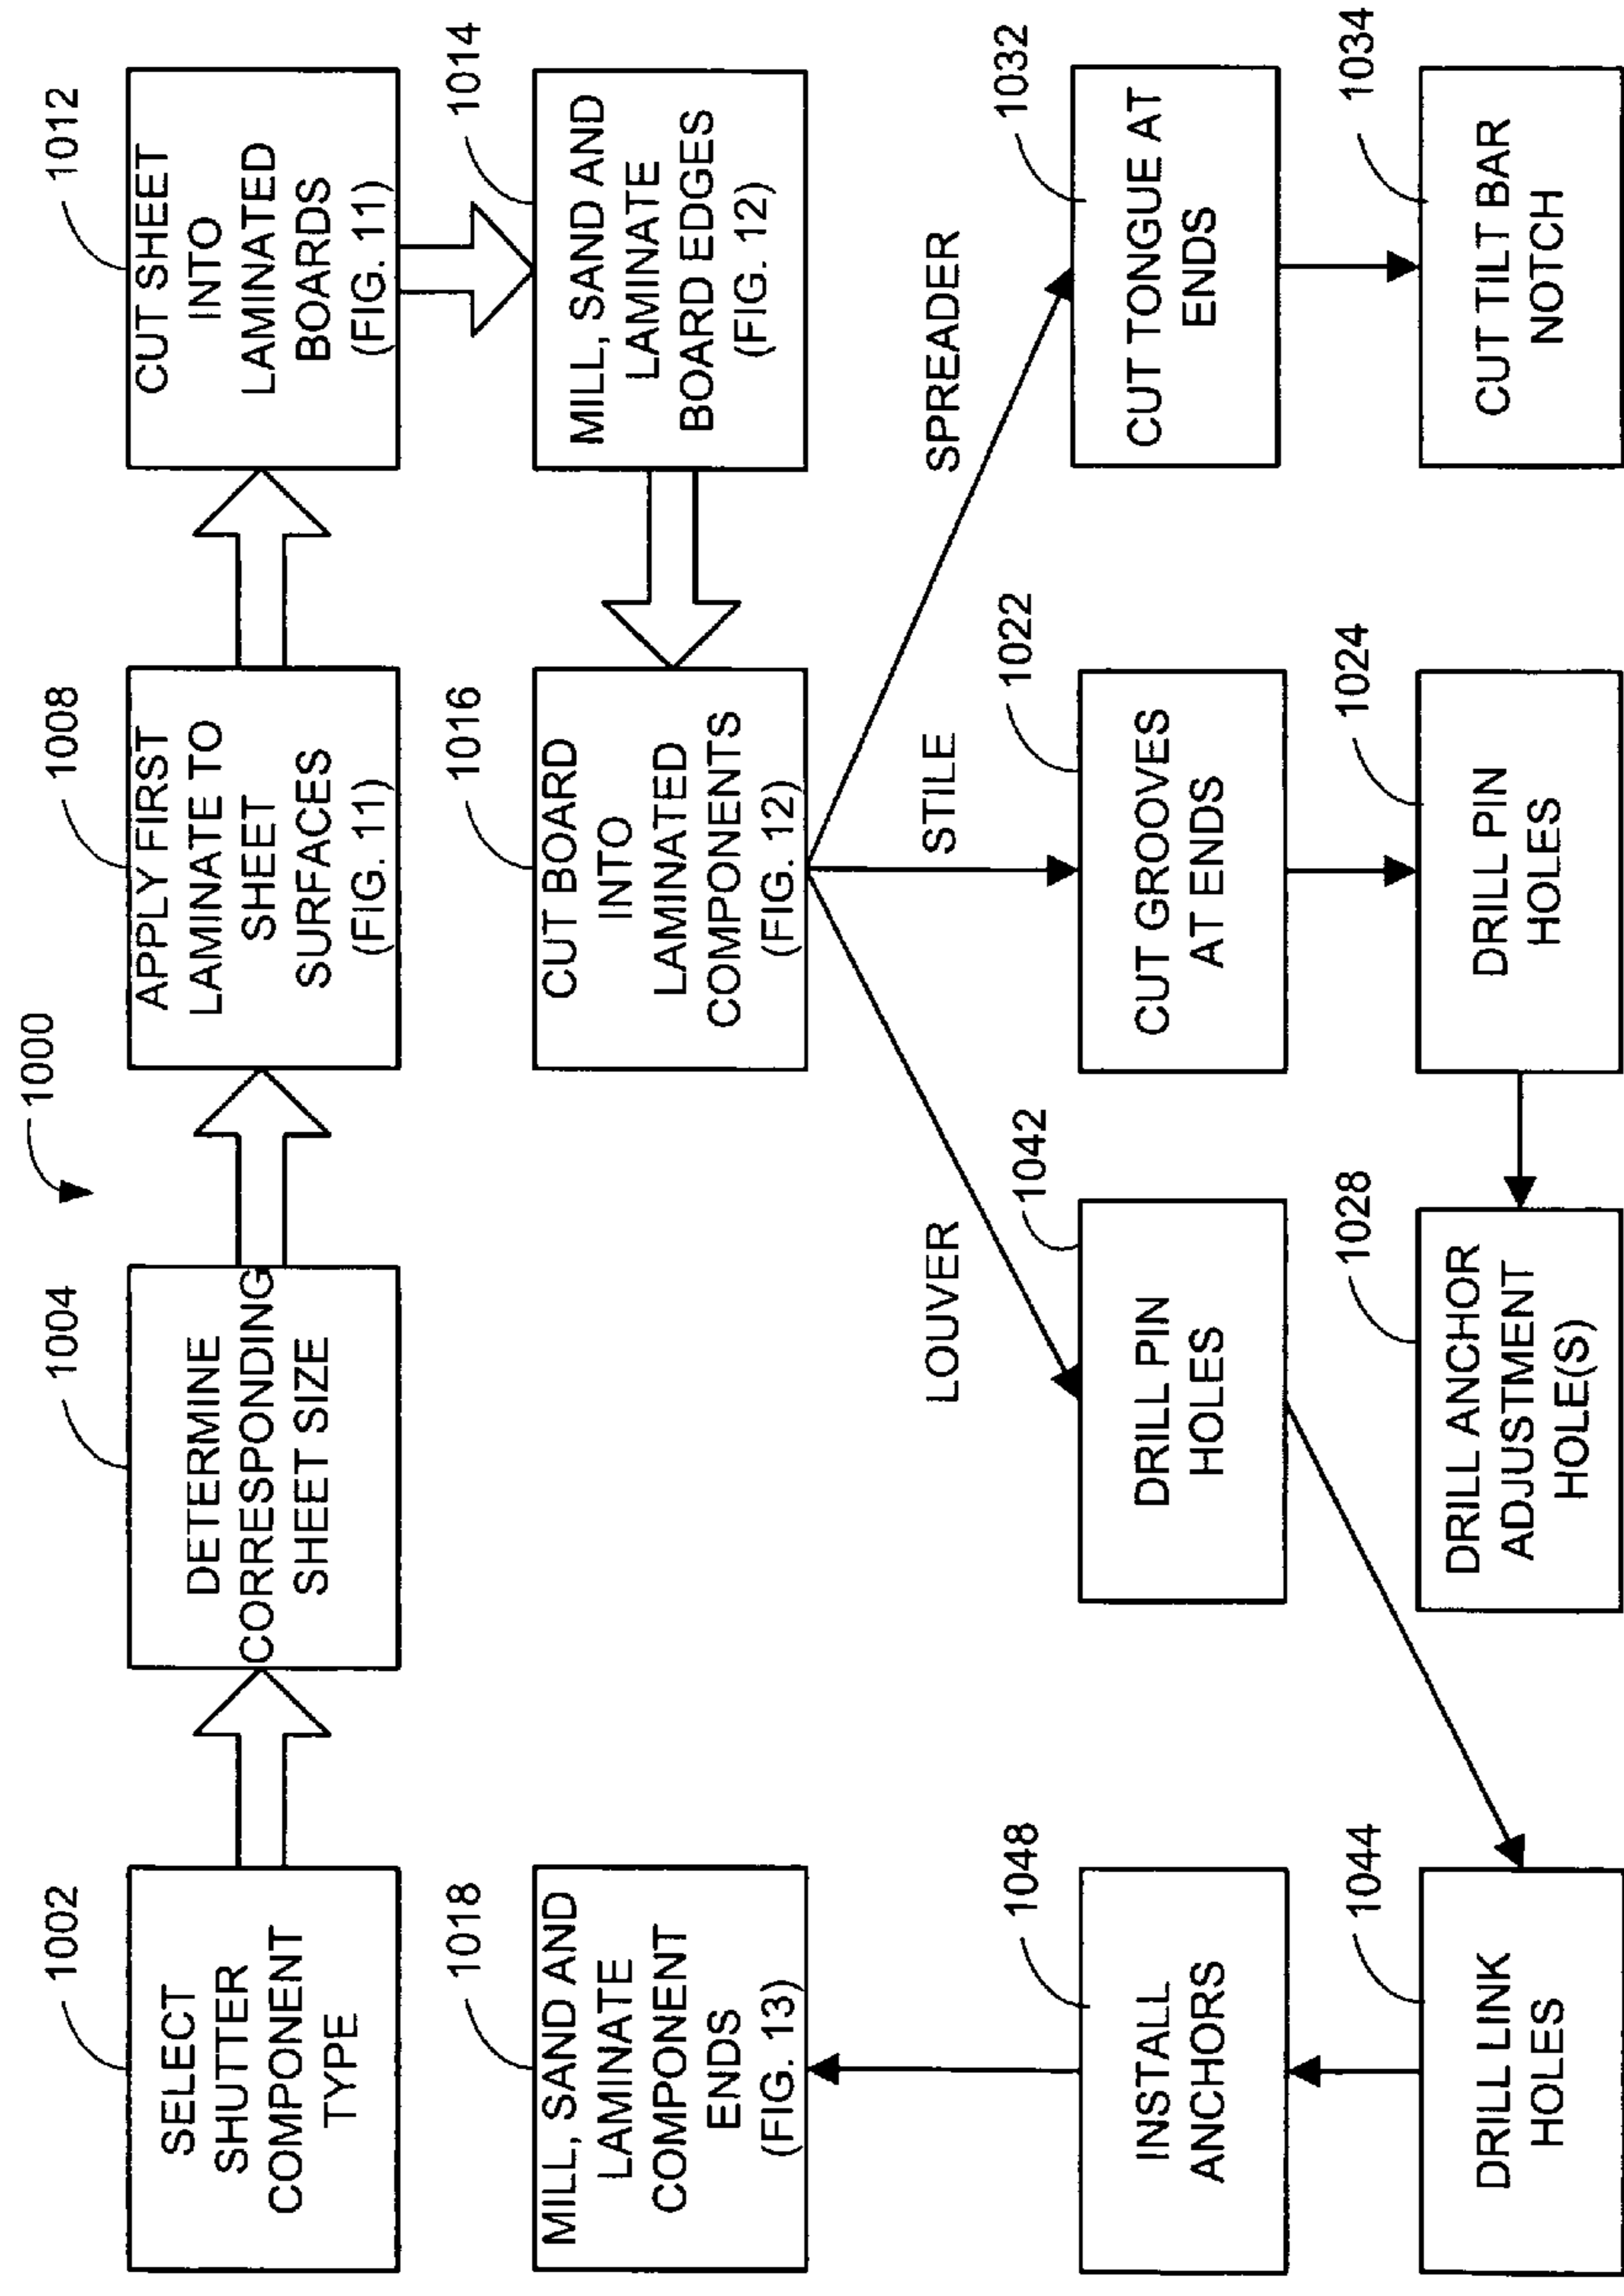 1000
1002
SELECT
SHUTTER
COMPONENT
TYPE
1004
DETERMINE
CORRESPONDING
SHEET SIZE
1008
APPLY FIRST
LAMINATE TO
SHEET
SURFACES
(FIG. 11)
1012
CUT SHEET
INTO
LAMINATED
BOARDS
(FIG. 11)
1018
MILL, SAND AND
LAMINATE
COMPONENT
ENDS
(FIG. 13)
1016
CUT BOARD
INTO
LAMINATED
COMPONENTS
(FIG. 12)
1014
MILL, SAND AND
LAMINATE
BOARD EDGES
(FIG. 12)
LOUVER
STILE
SPREADER
1048
INSTALL
ANCHORS
1042
DRILL PIN
HOLES
1022
CUT GROOVES
AT ENDS
1032
CUT TONGUE AT
ENDS
1044
DRILL LINK
HOLES
1028
DRILL ANCHOR
ADJUSTMENT
HOLE(S)
1024
DRILL PIN
HOLES
1034
CUT TILT BAR
NOTCH